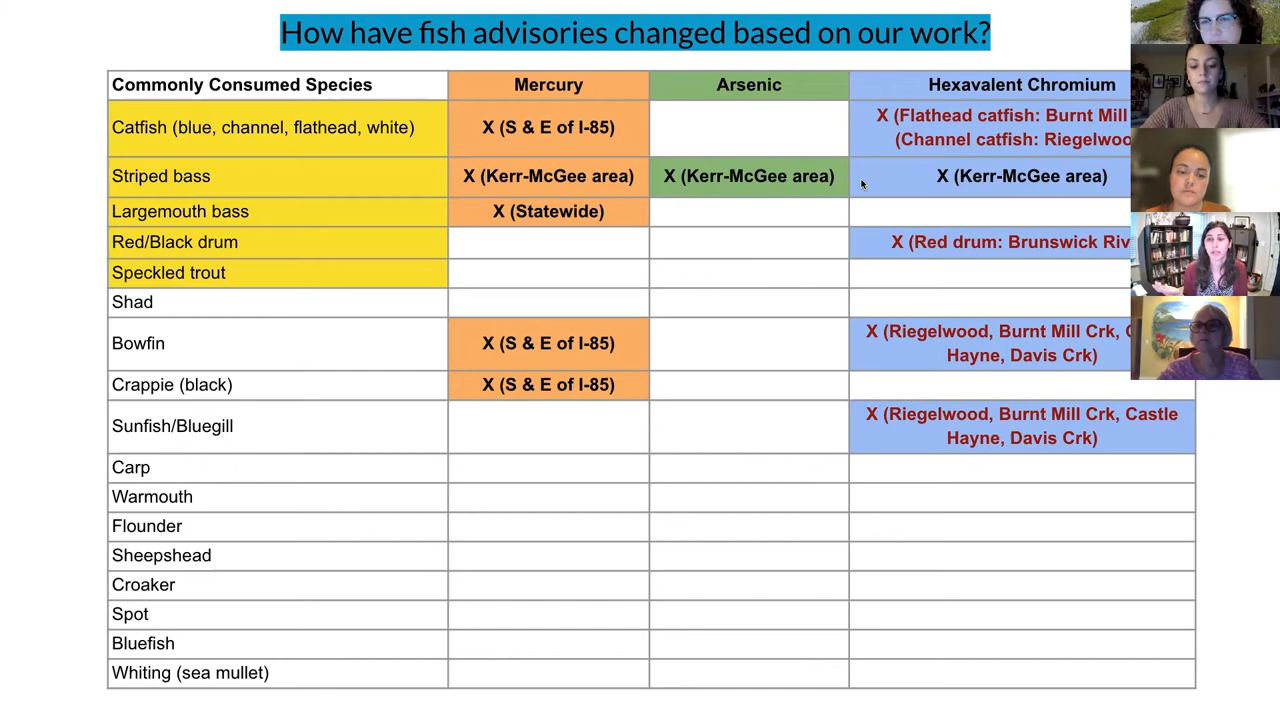 How have fish advisories changed based on our work?
Commonly Consumed Species Mercury Arsenic Hexavalent Chromium
Catfish (blue, channel, flathead, white) X (S & E of I-85) X (Flathead catfish: Burnt Mill
(Channel catfish:
Striped bass X (Kerr-McGee area) X (Kerr-McGee area) X (Kerr-McGee area)
Largemouth bass X (Statewide)
Red/Black drum X (Red drum: Brunswick
Speckled trout
Shad
Bowfin X (S & E of I-85) X (Riegelwood, Burnt Mill Crk,
Hayne, Davis Crk)
Crappie (black) X (S & E of I-85)
Sunfish/Bluegill X (Riegelwood, Burnt Mill Crk, Castle
Hayne, Davis Crk)
Carp
Warmouth
Flounder
Sheepshead
Croaker
Spot
Bluefish
Whiting (sea mullet)